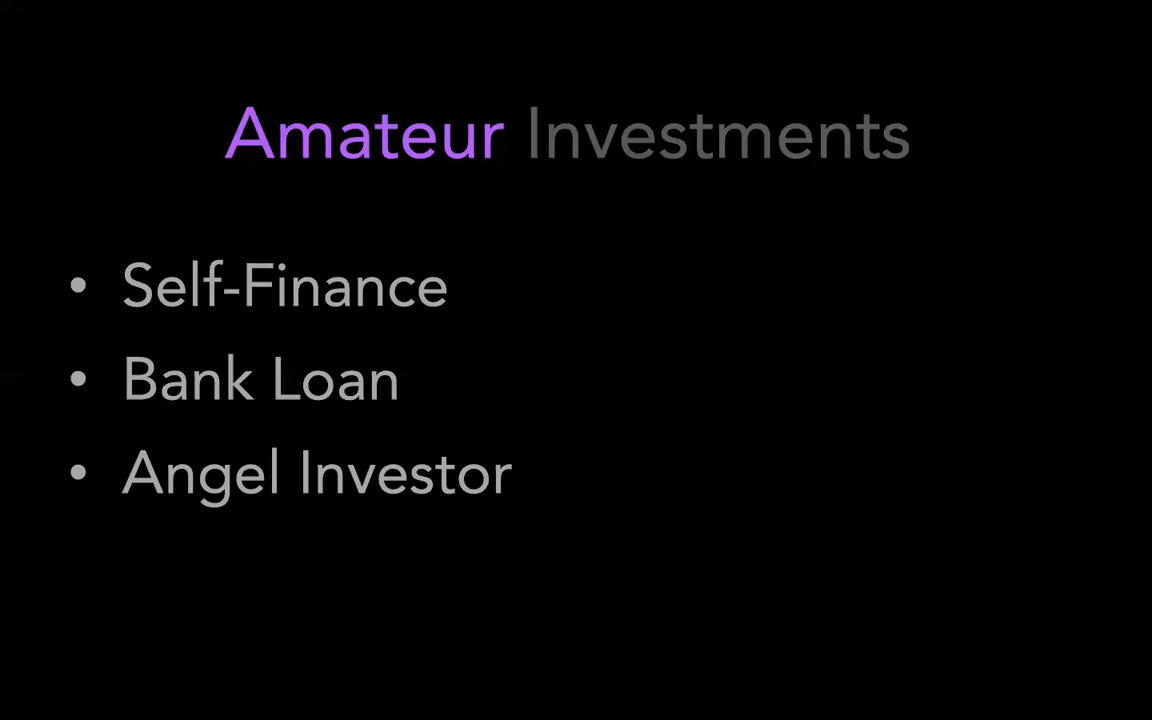 Amateur Investments
• Self-Finance
• Bank Loan
• Angel Investor